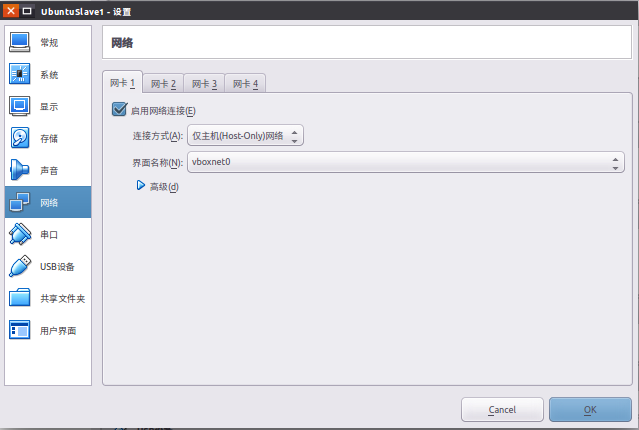 UbuntuSlave1 - 设置
常规
系统
显示
存储
声音
网络
串口
USB设备
共享文件夹
用户界面
网络
网卡 1 网卡 2 网卡 3 网卡 4
启用网络连接(E)
连接方式(A): 仅主机(Host-Only)网络
界面名称(N): vboxnet0
高级(d)
Cancel OK